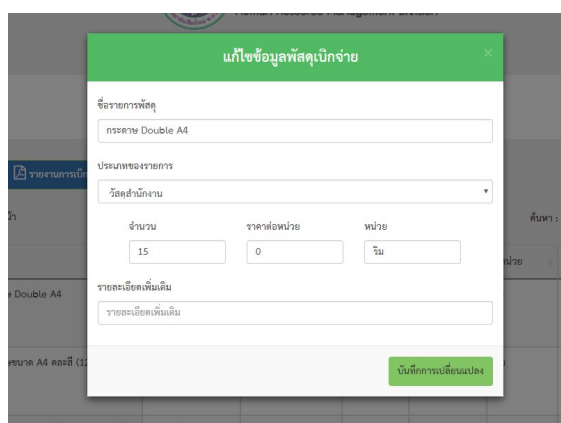 Human Resource Management Division
แก้ไขข้อมูลพัสดุเบิกจ่าย
×
ชื่อรายการพัสดุ
กระดาษ Double A4
ประเภทของรายการ
รายงานการเบิก
วัสดุสำนักงาน
จำนวน ราคาต่อหน่วย หน่วย
ค้นหา :
15 0 ริม
หน่วย
รายละเอียดเพิ่มเติม
Double A4
รายละเอียดเพิ่มเติม
ขนาด A4 คละสี (12
บันทึกการเปลี่ยนแปลง